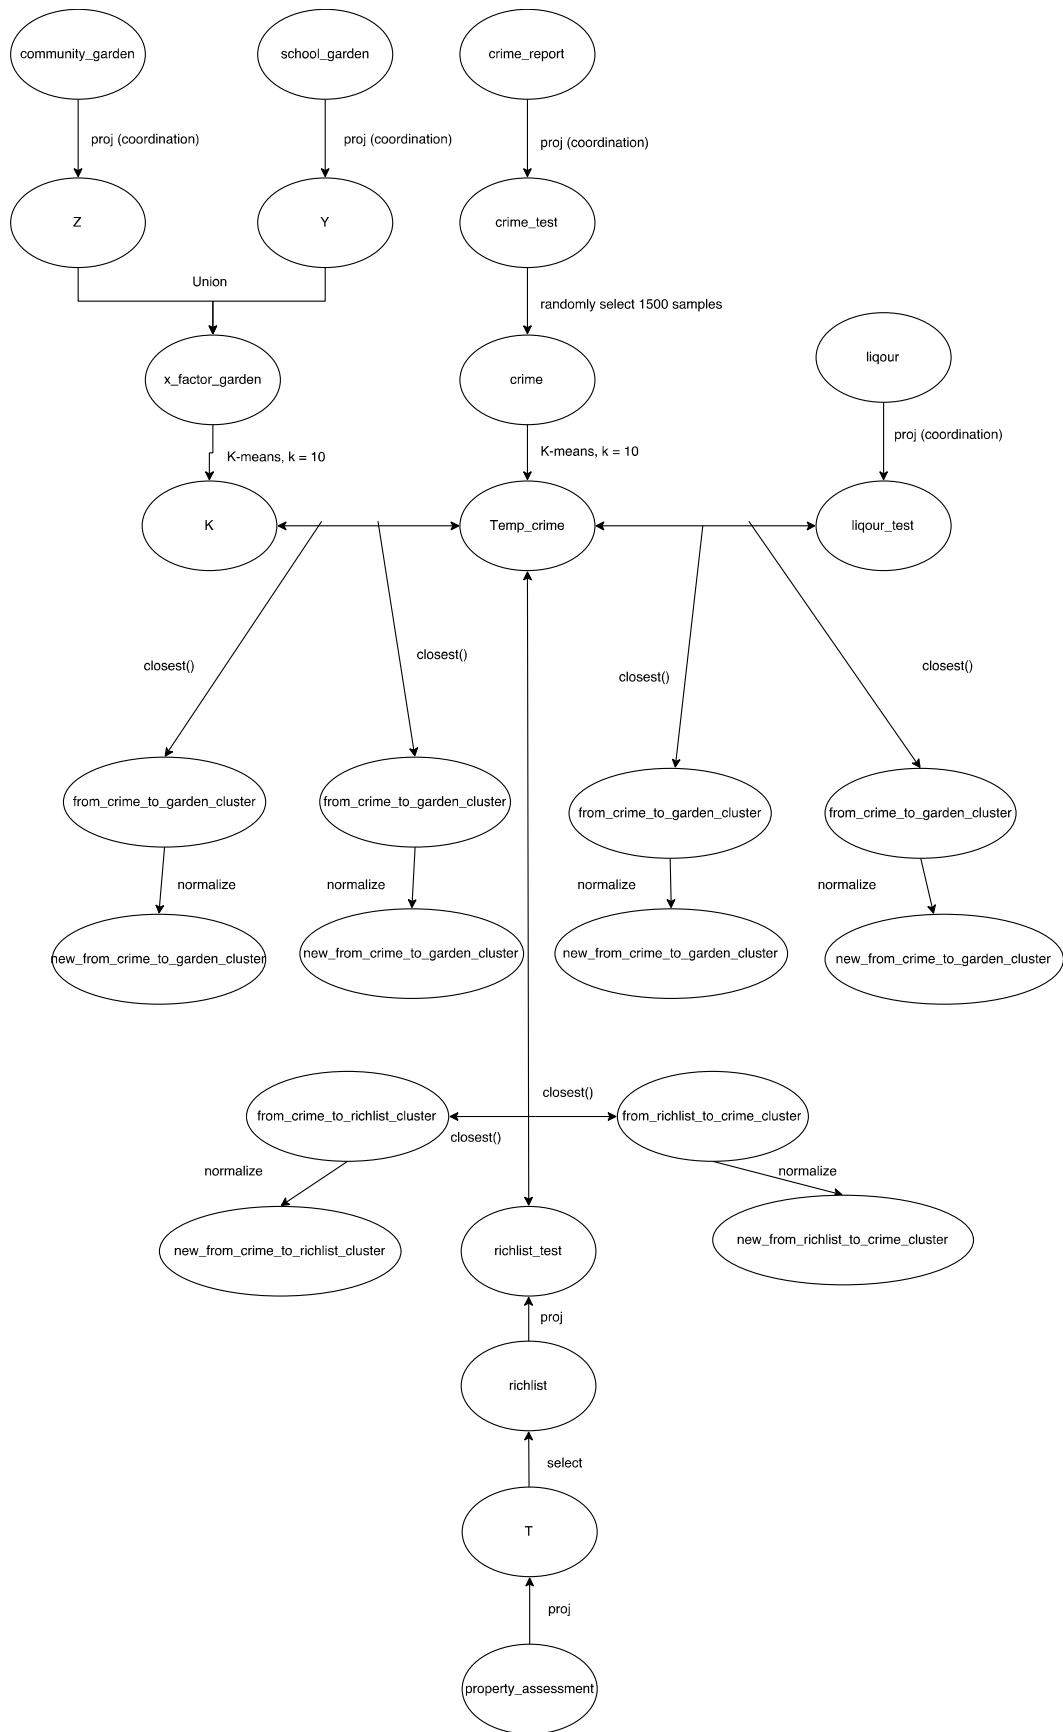 community_garden
school_garden
crime_report
proj (coordination)
proj (coordination)
proj (coordination)
Z
Y
crime_test
Union
randomly select 1500 samples
liqour
x_factor_garden
crime
proj (coordination)
K-means, k = 10
K-means, k = 10
K
Temp_crime
liqour_test
closest()
closest()
closest()
closest()
from_crime_to_garden_cluster
from_crime_to_garden_cluster
from_crime_to_garden_cluster
from_crime_to_garden_cluster
normalize
normalize
normalize
normalize
new_from_crime_to_garden_cluster
new_from_crime_to_garden_cluster
new_from_crime_to_garden_cluster
new_from_crime_to_garden_cluster
closest()
from_crime_to_richlist_cluster
from_richlist_to_crime_cluster
closest()
normalize
normalize
new_from_crime_to_richlist_cluster
richlist_test
new_from_richlist_to_crime_cluster
proj
richlist
select
T
proj
property_assessment